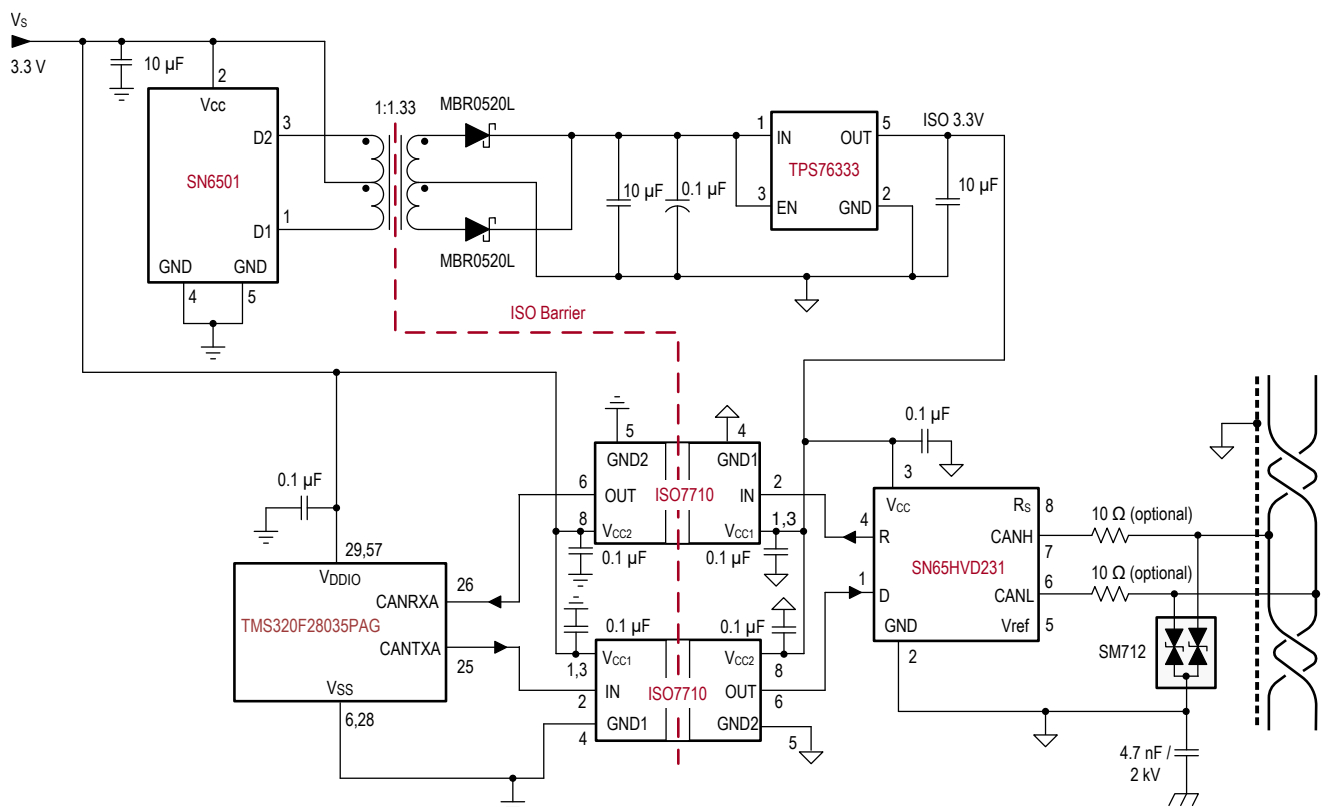 VS
3.3 V
10 µF
2
Vcc
D2
3
SN6501
D1
1
GND
GND
4
5
1:1.33
MBR0520L
MBR0520L
10 µF
0.1 µF
1
IN
OUT
5
TPS76333
3
EN
GND
2
ISO 3.3V
10 µF
ISO Barrier
5
4
GND2
GND1
6
OUT
ISO7710
IN
2
8
VCC2
VCC1
1,3
0.1 µF
0.1 µF
0.1 µF
0.1 µF
0.1 µF
29,57
VDDIO
26
CANRXA
TMS320F28035PAG
CANTXA
25
VSS
6,28
1,3
VCC1
VCC2
8
2
IN
ISO7710
OUT
6
4
GND1
GND2
5
0.1 µF
3
VCC
RS
8
4
R
CANH
7
SN65HVD231
1
D
CANL
6
GND
Vref
5
2
10 Ω (optional)
10 Ω (optional)
SM712
4.7 nF /
2 kV